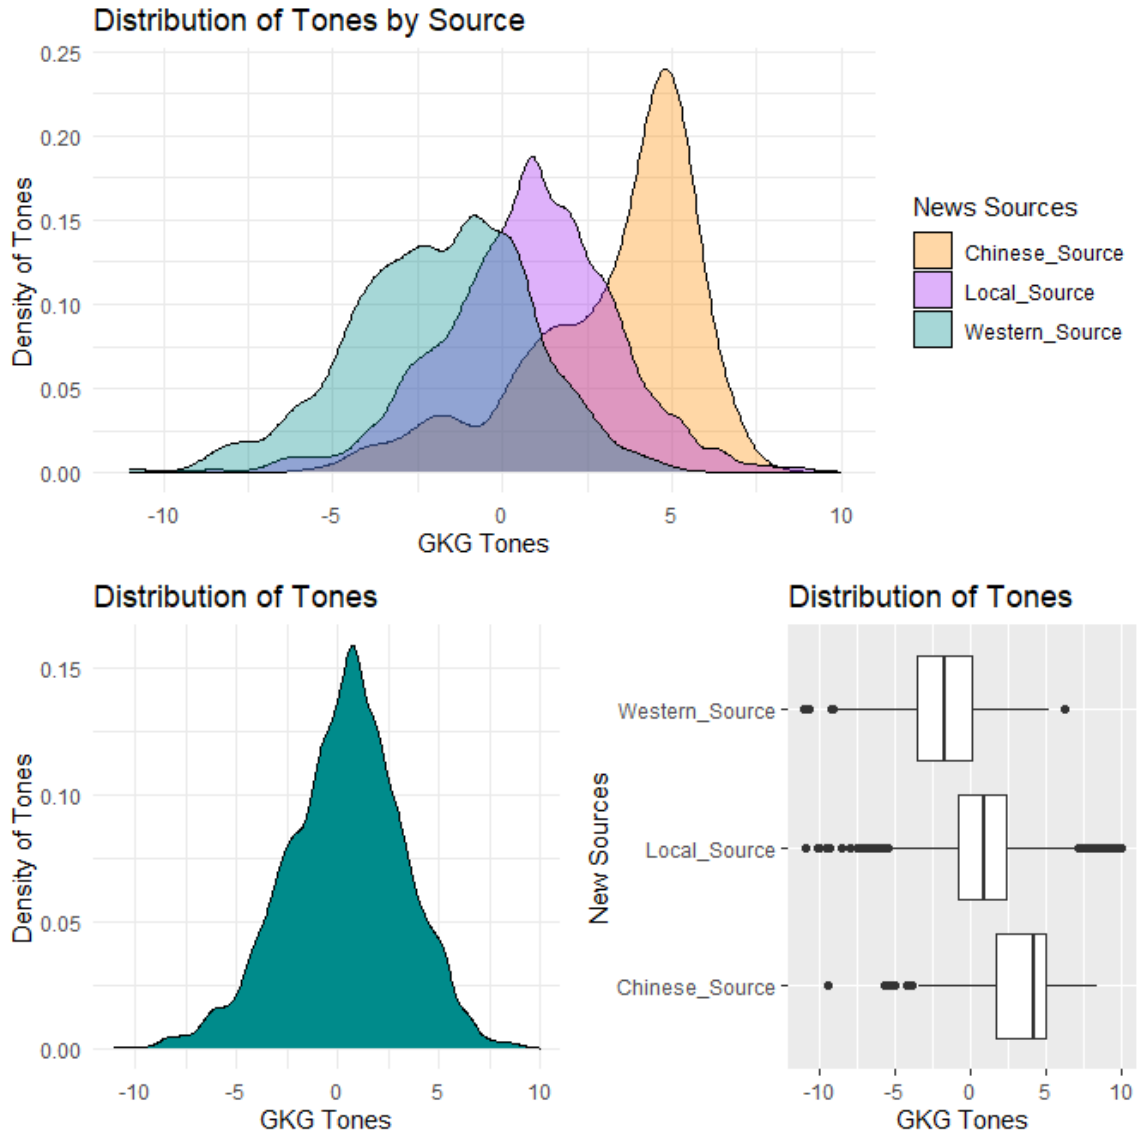 Distribution of Tones by Source
Density of Tones
0.25
0.20
0.15
0.10
0.05
0.00
-10 -5 0 5 10
GKG Tones
News Sources
Chinese_Source
Local_Source
Western_Source
Distribution of Tones
Density of Tones
0.15
0.10
0.05
0.00
-10 -5 0 5 10
GKG Tones
Distribution of Tones
New Sources
Western_Source
Local_Source
Chinese_Source
-10 -5 0 5 10
GKG Tones